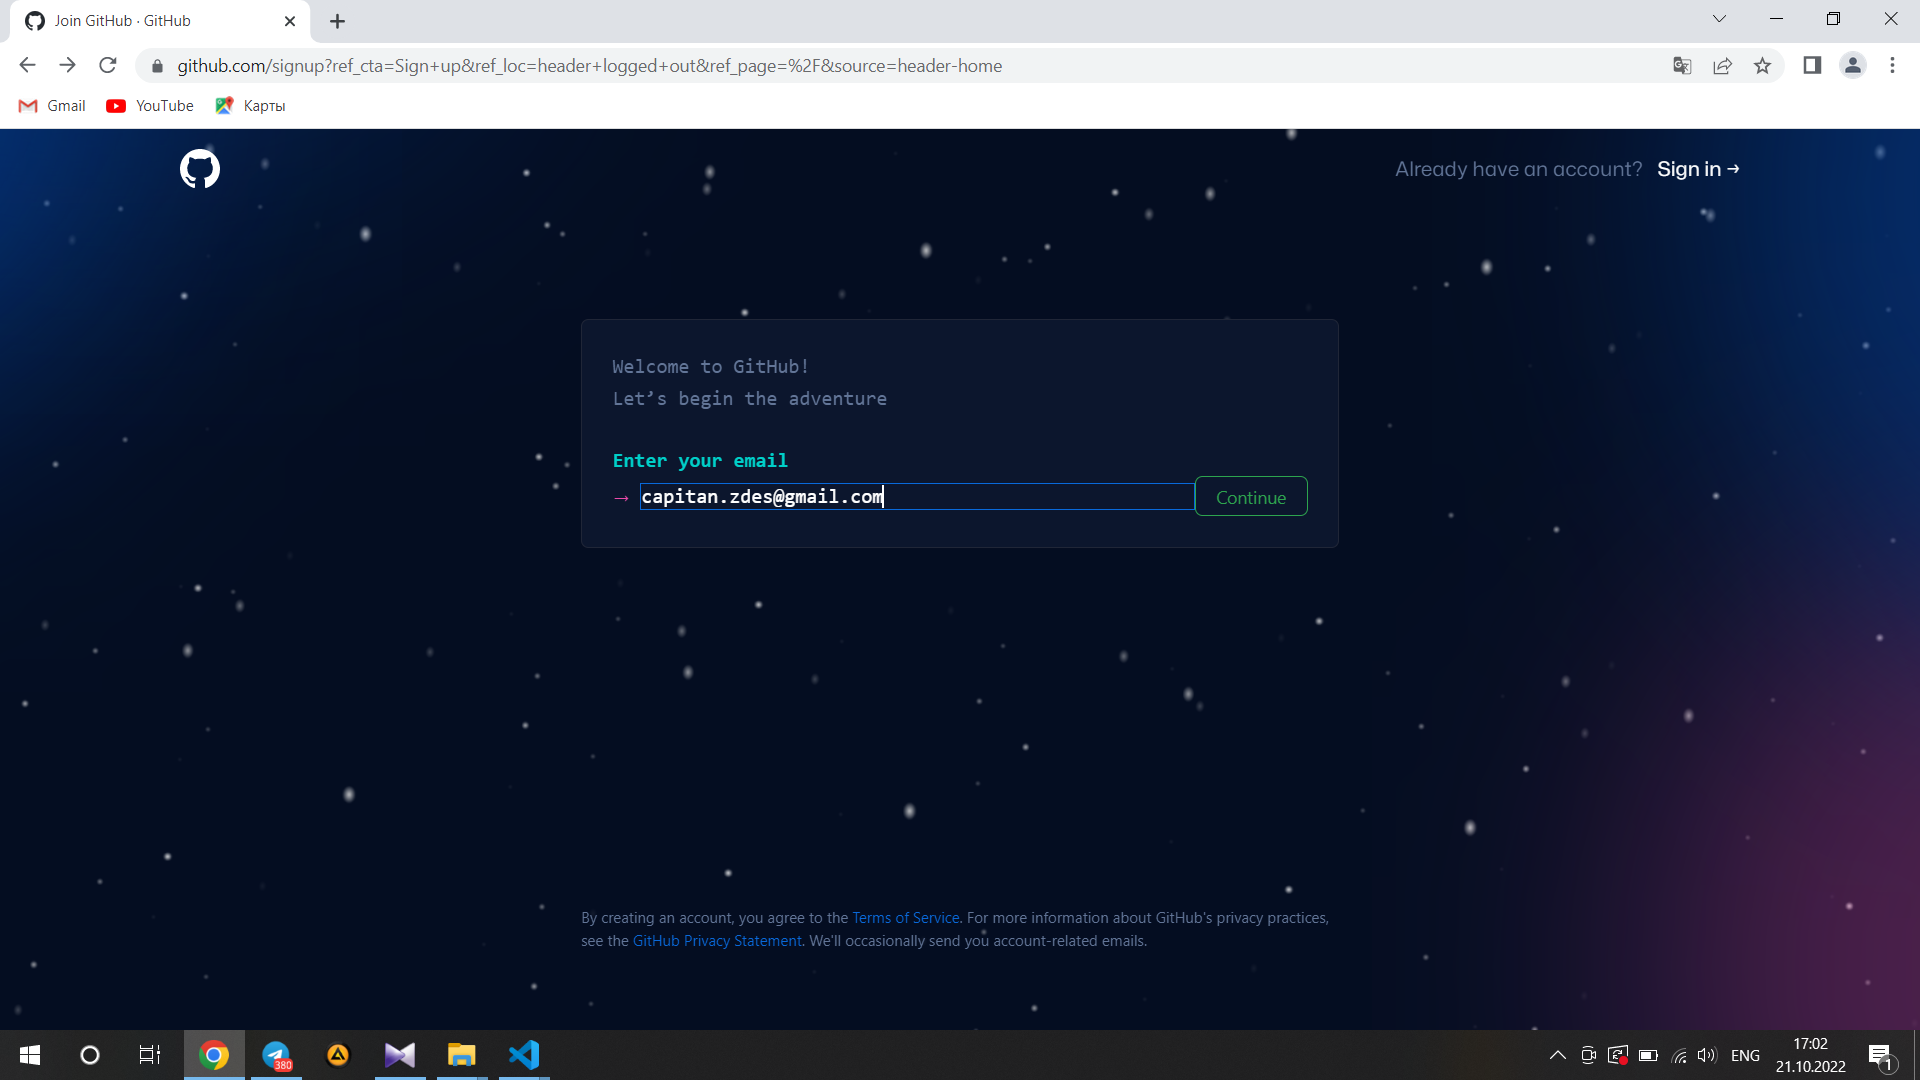 Join GitHub · GitHub
github.com/signup?ref_cta=Sign+up&ref_loc=header+logged+out&ref_page=%2F&source=header-home
Gmail
YouTube
Карты
Already have an account? Sign in →
Welcome to GitHub!
Let’s begin the adventure
Enter your email
→ capitan.zdes@gmail.com
Continue
By creating an account, you agree to the Terms of Service. For more information about GitHub's privacy practices,
see the GitHub Privacy Statement. We'll occasionally send you account-related emails.
380
ENG
17:02
21.10.2022
1